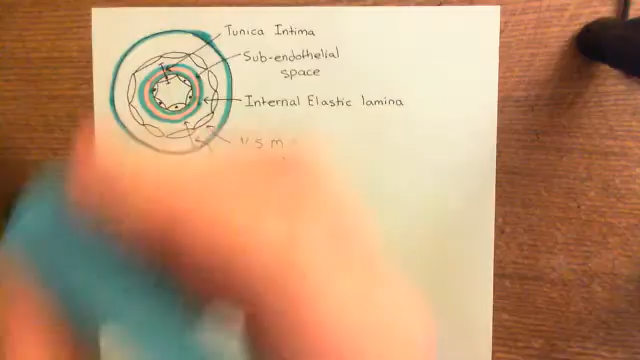 Tunica Intima
Sub-endothelial
space
Internal Elastic lamina
V S M